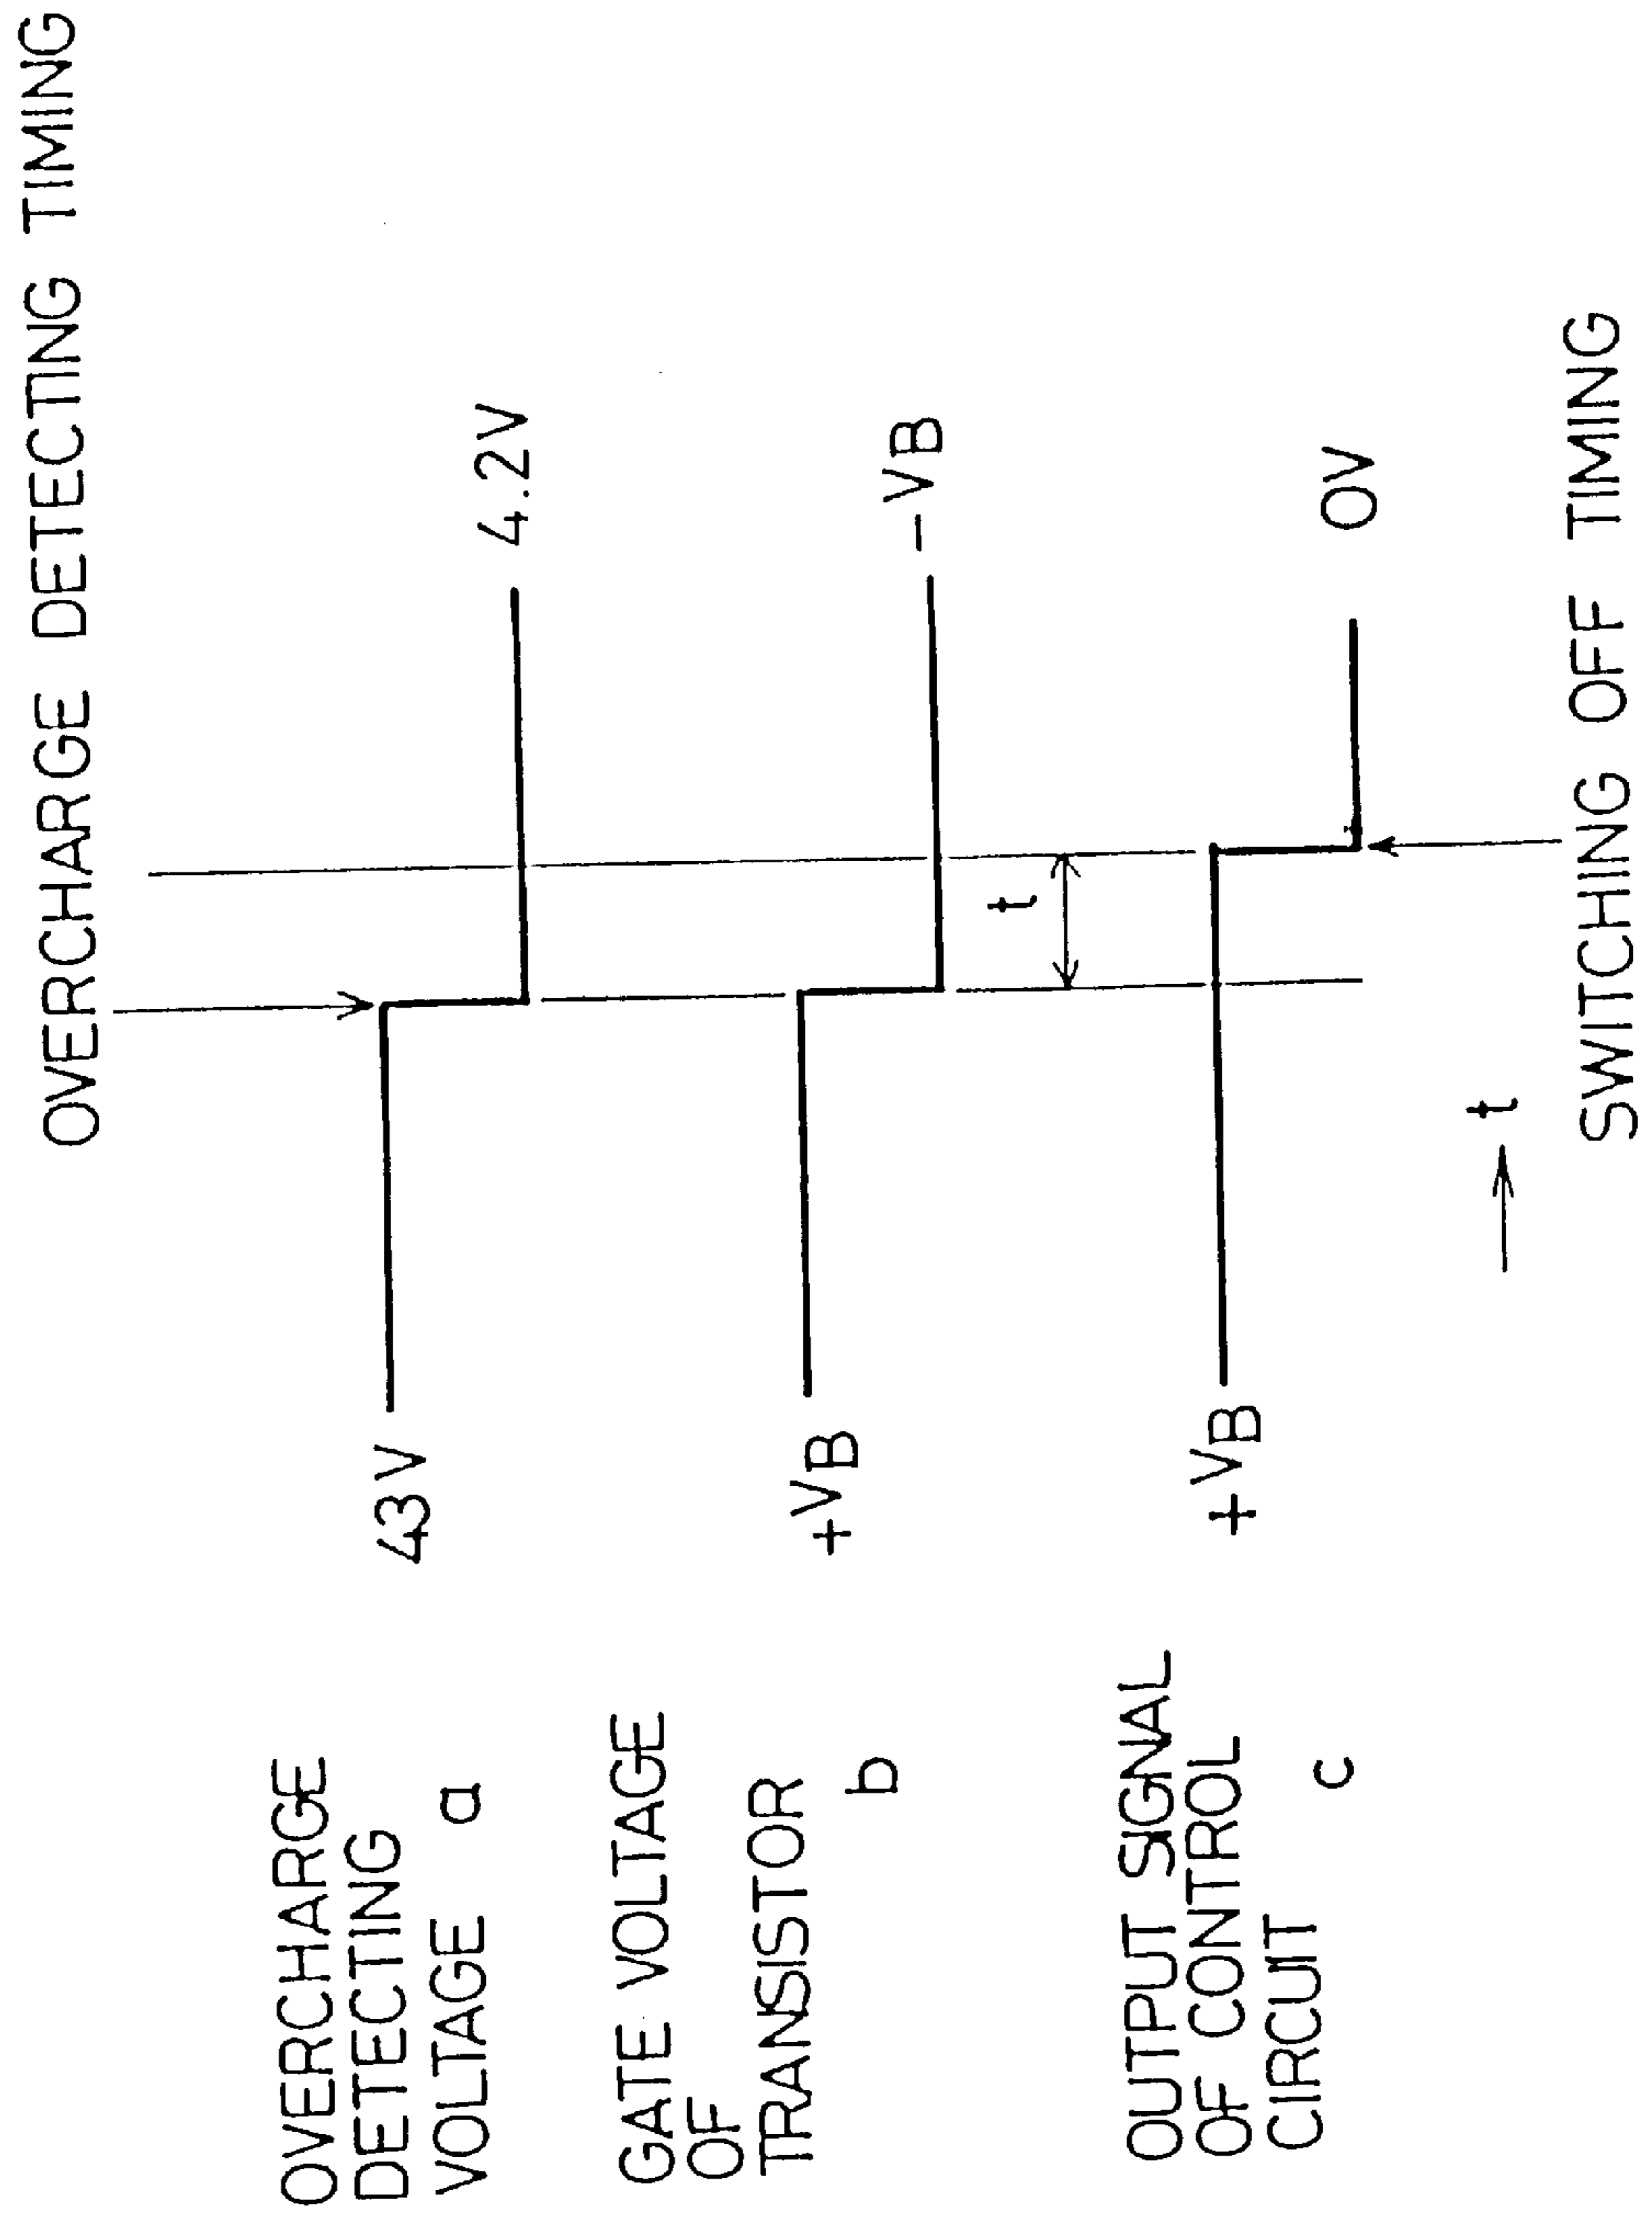 OVERCHARGE DETECTING TIMING
OVERCHARGE
DETECTING
VOLTAGE a
43V
4.2V
GATE VOLTAGE
OF
TRANSISTOR
b
+VB
-VB
t
OUTPUT SIGNAL
OF CONTROL
CIRCUIT c
+VB
0V
t
SWITCHING OFF TIMING